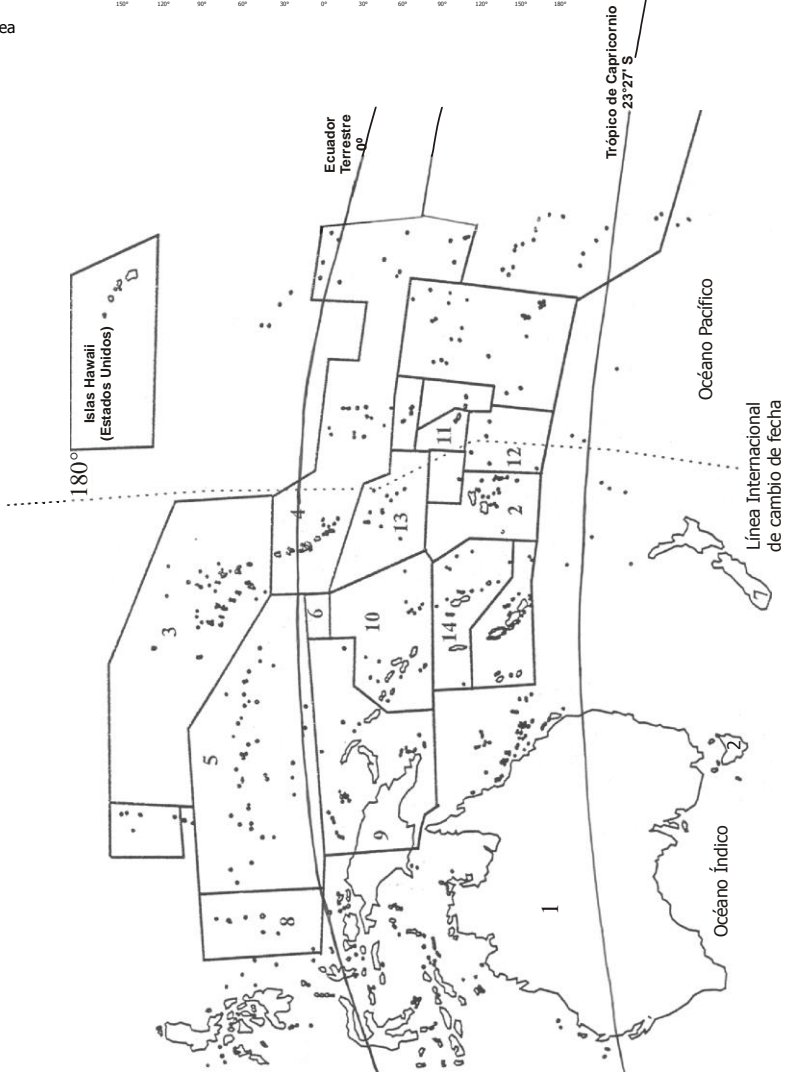 ea
150° 120° 90° 60° 30° 0° 30° 60° 90° 120° 150° 180°
Trópico de Capricornio
23°27' S
Ecuador
Terrestre
0º
Islas Hawaii
(Estados Unidos)
180°
Océano Pacífico
Línea Internacional
de cambio de fecha
4
11
12
13
2
3
6
10
14
7
5
9
2
8
1
Océano Índico